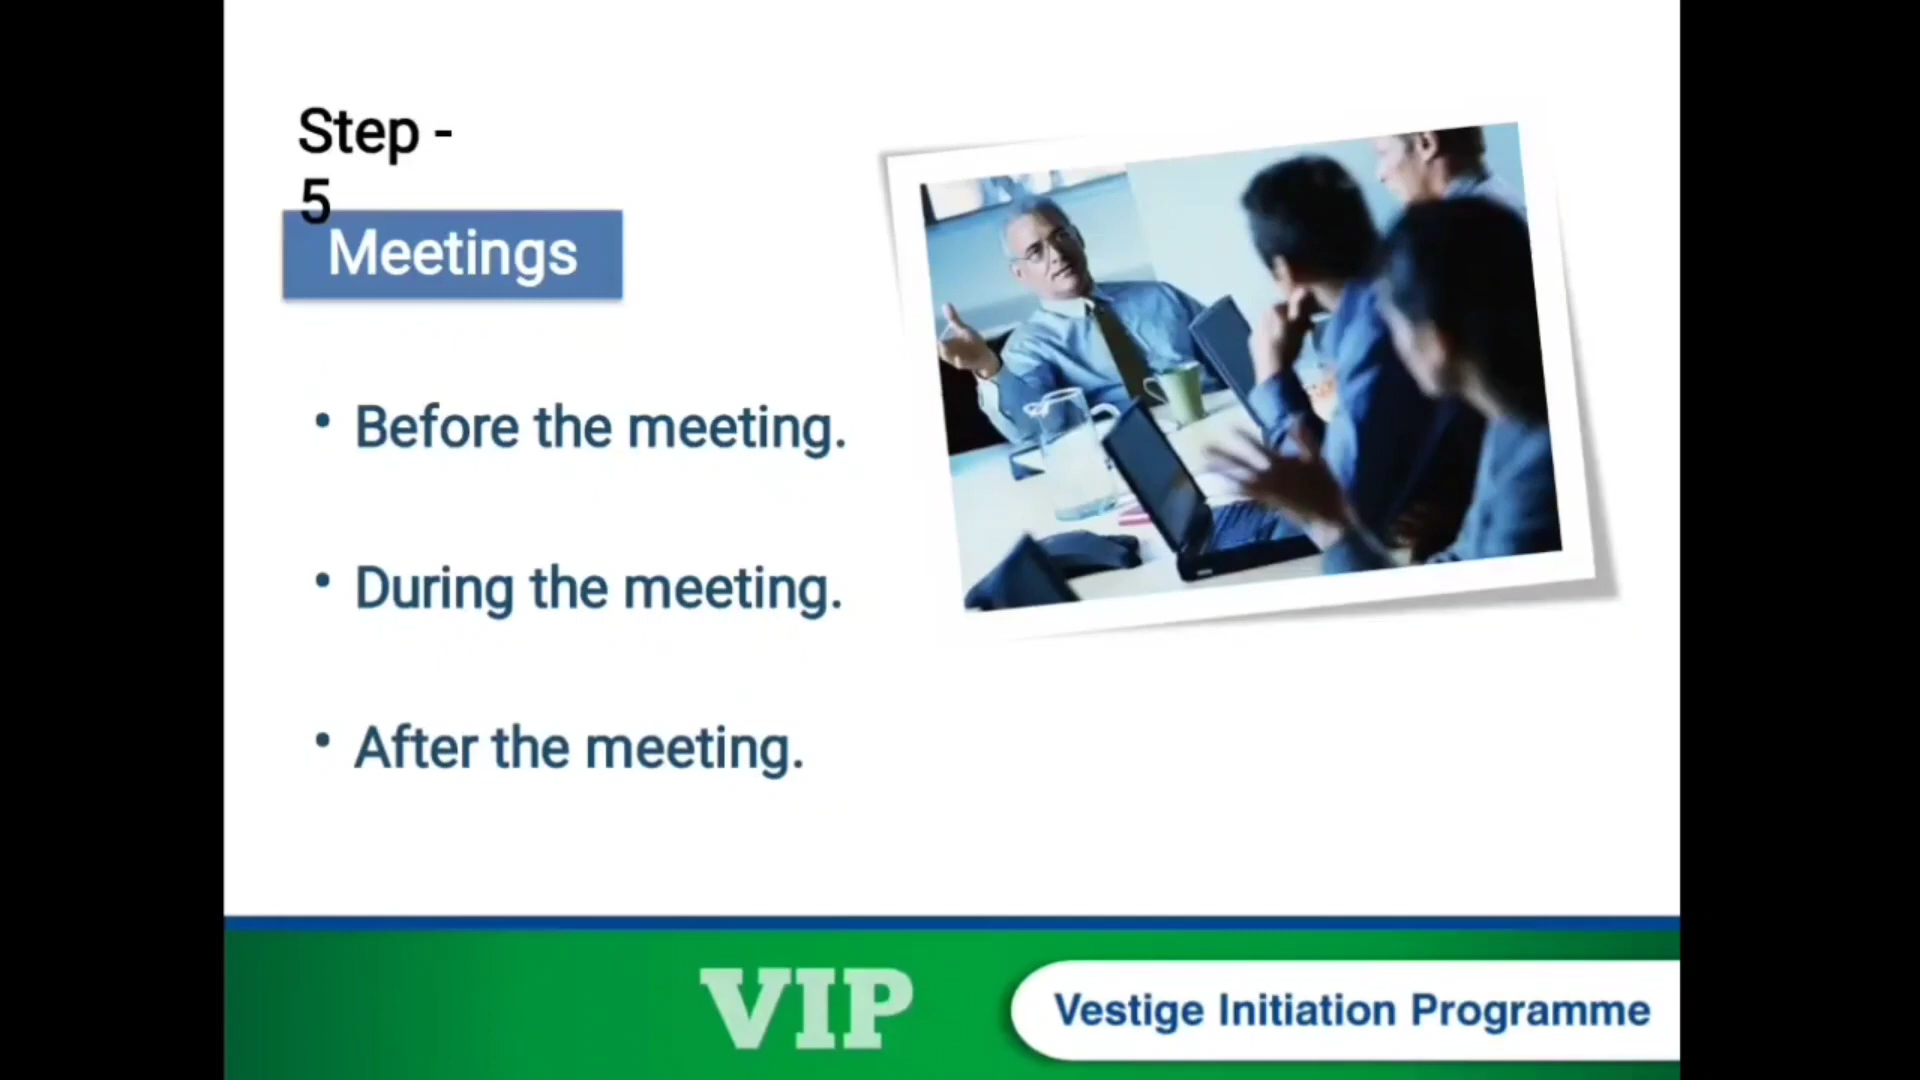 Step -
5
Meetings
• Before the meeting.
• During the meeting.
• After the meeting.
VIP
Vestige Initiation Programme